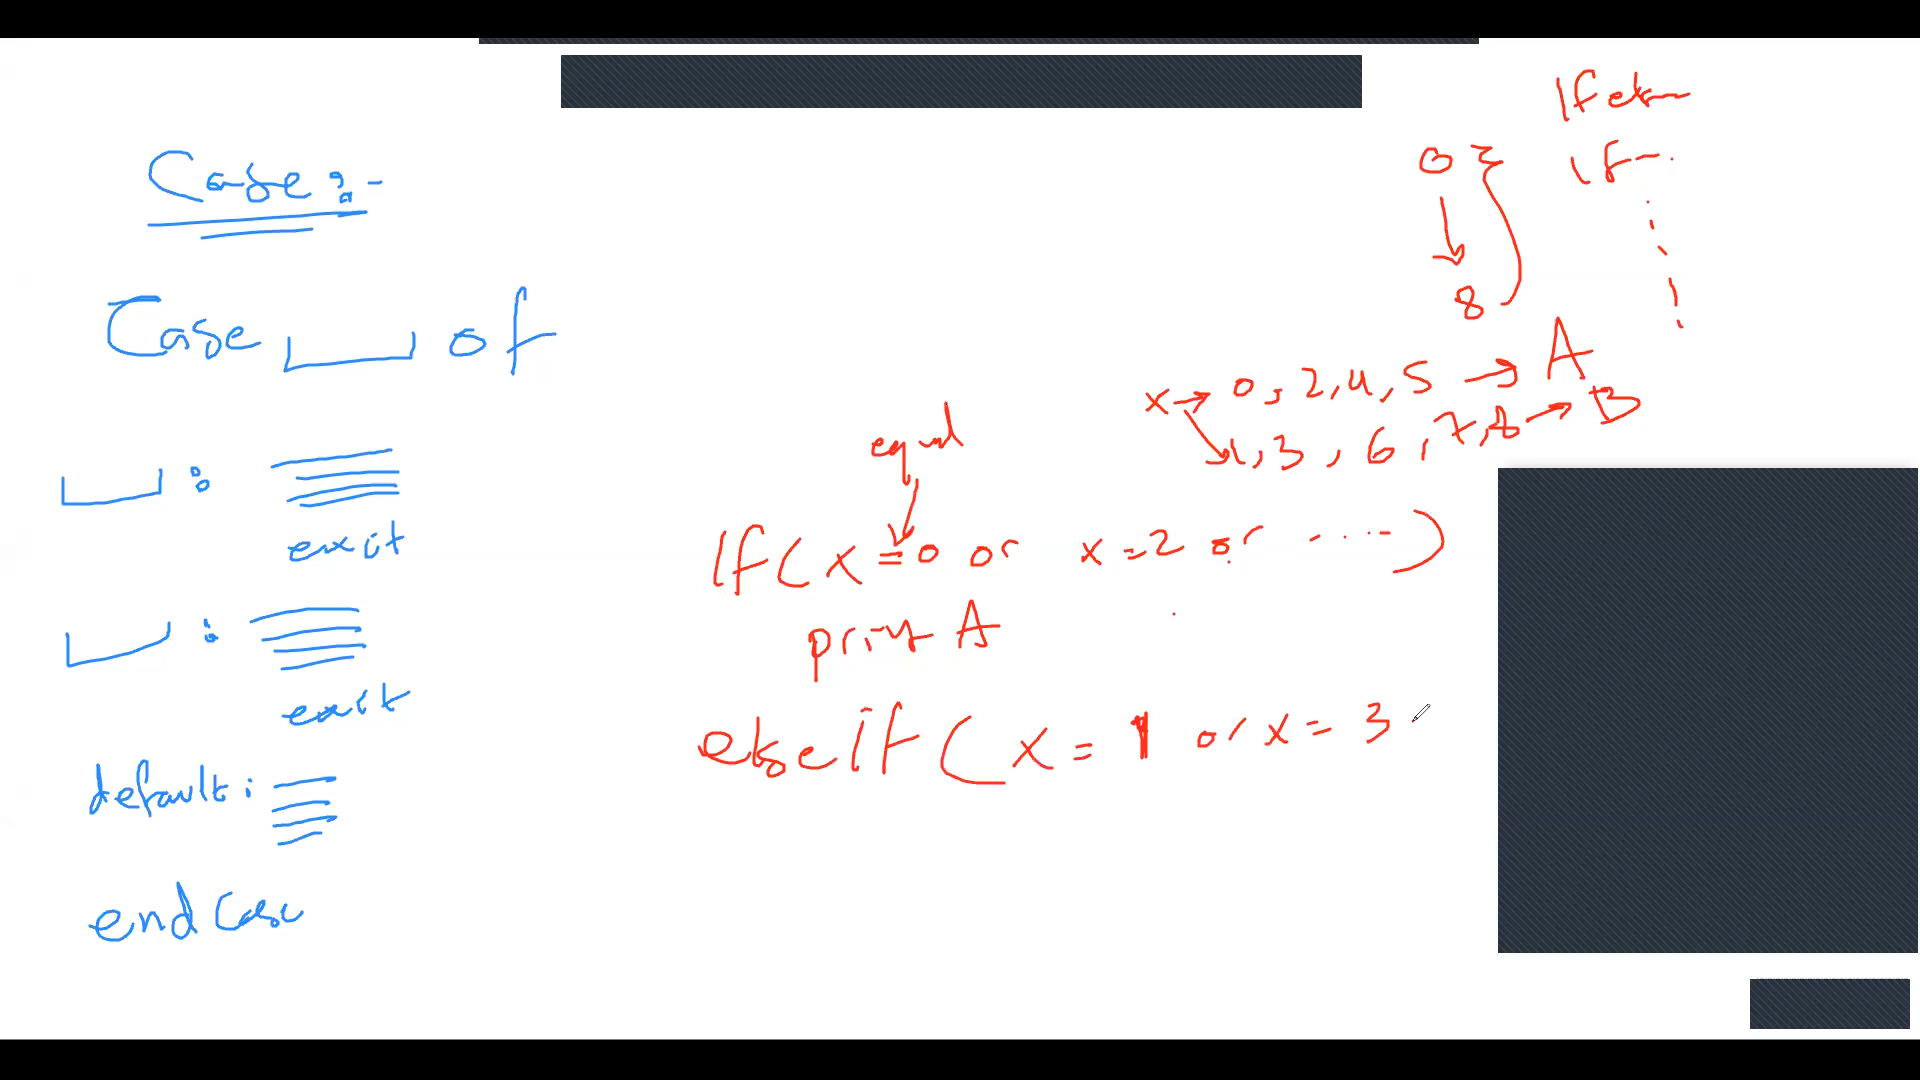 Case :-
Case of
: exit
: exit
default :
end Case
If else
If
0
8
x → 0, 2, 4, 5 → A
1, 3, 6, 7, 8 → B
equal
If ( x = 0 or x = 2 or ..... )
print A
else If ( x = 1 or x = 3